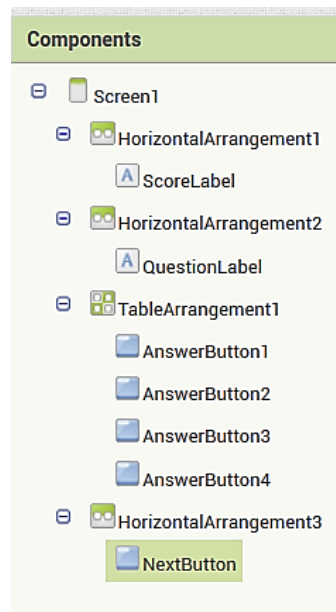 Components
Screen1
HorizontalArrangement1
A ScoreLabel
HorizontalArrangement2
A QuestionLabel
TableArrangement1
AnswerButton1
AnswerButton2
AnswerButton3
AnswerButton4
HorizontalArrangement3
NextButton